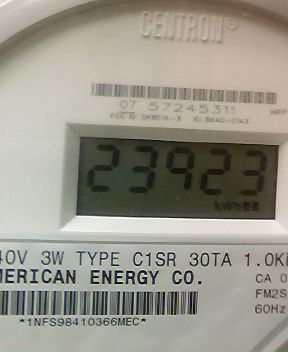 CENTRON®
07 57245311
23923
kWh
40V 3W TYPE C1SR 30TA 1.0K
MERICAN ENERGY CO.
CA 0
FM2S
60Hz
*1NFS98410366MEC*